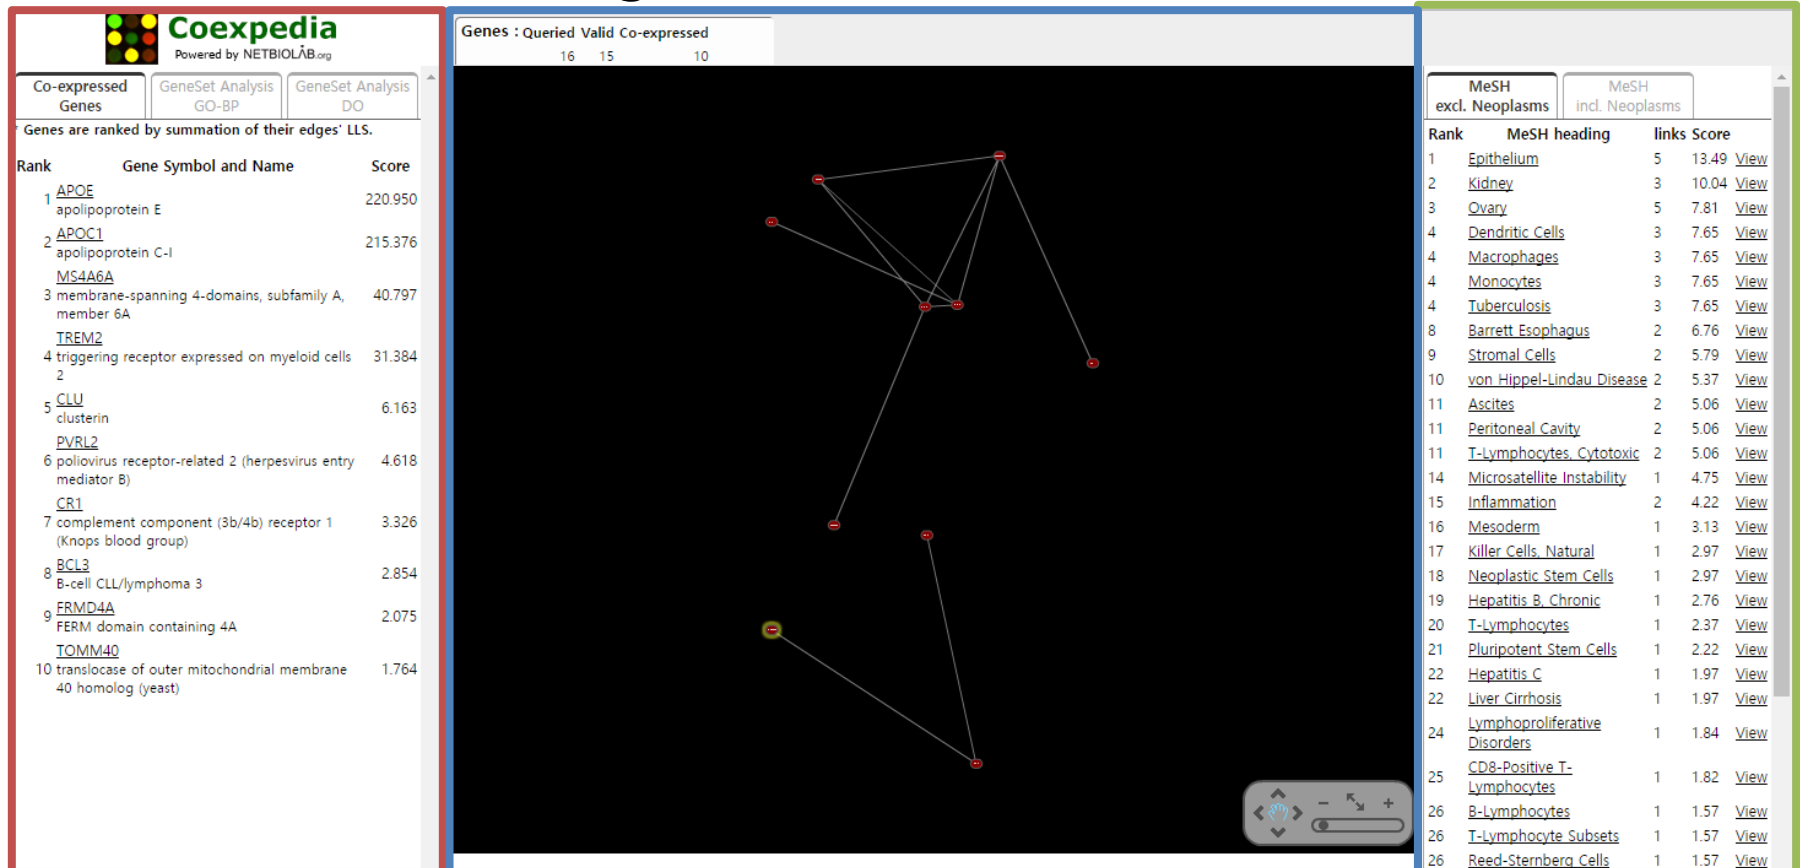 Coexpedia
Powered by NETBIOLAB.org
Co-expressed Genes
GeneSet Analysis GO-BP
GeneSet Analysis DO
* Genes are ranked by summation of their edges' LLS.
Rank Gene Symbol and Name Score
1 APOE 220.950
apolipoprotein E
2 APOC1 215.376
apolipoprotein C-I
MS4A6A
3 membrane-spanning 4-domains, subfamily A, 40.797
member 6A
TREM2
4 triggering receptor expressed on myeloid cells 31.384
2
5 CLU 6.163
clusterin
PVRL2
6 poliovirus receptor-related 2 (herpesvirus entry 4.618
mediator B)
CR1
7 complement component (3b/4b) receptor 1 3.326
(Knops blood group)
8 BCL3 2.854
B-cell CLL/lymphoma 3
9 FRMD4A 2.075
FERM domain containing 4A
TOMM40
10 translocase of outer mitochondrial membrane 1.764
40 homolog (yeast)
Genes : Queried Valid Co-expressed
16 15 10
MeSH excl. Neoplasms
MeSH incl. Neoplasms
Rank MeSH heading links Score
1 Epithelium 5 13.49 View
2 Kidney 3 10.04 View
3 Ovary 5 7.81 View
4 Dendritic Cells 3 7.65 View
4 Macrophages 3 7.65 View
4 Monocytes 3 7.65 View
4 Tuberculosis 3 7.65 View
8 Barrett Esophagus 2 6.76 View
9 Stromal Cells 2 5.79 View
10 von Hippel-Lindau Disease 2 5.37 View
11 Ascites 2 5.06 View
11 Peritoneal Cavity 2 5.06 View
11 T-Lymphocytes, Cytotoxic 2 5.06 View
14 Microsatellite Instability 1 4.75 View
15 Inflammation 2 4.22 View
16 Mesoderm 1 3.13 View
17 Killer Cells, Natural 1 2.97 View
18 Neoplastic Stem Cells 1 2.97 View
19 Hepatitis B, Chronic 1 2.76 View
20 T-Lymphocytes 1 2.37 View
21 Pluripotent Stem Cells 1 2.22 View
22 Hepatitis C 1 1.97 View
22 Liver Cirrhosis 1 1.97 View
24 Lymphoproliferative 1 1.84 View
Disorders
25 CD8-Positive T- 1 1.82 View
Lymphocytes
26 B-Lymphocytes 1 1.57 View
26 T-Lymphocyte Subsets 1 1.57 View
26 Reed-Sternberg Cells 1 1.57 View